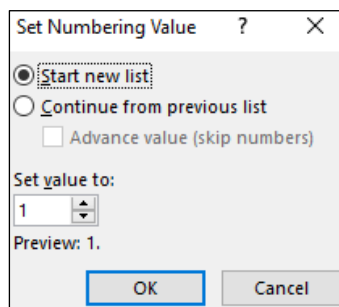 Set Numbering Value ?
Start new list
Continue from previous list
Advance value (skip numbers)
Set value to:
1
Preview: 1.
OK Cancel